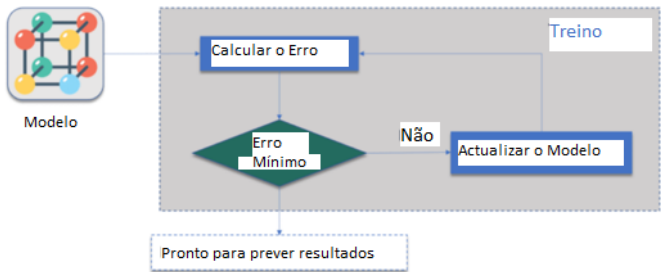 Treino
Calcular o Erro
Modelo
Erro
Mínimo
Não
Actualizar o Modelo
Pronto para prever resultados